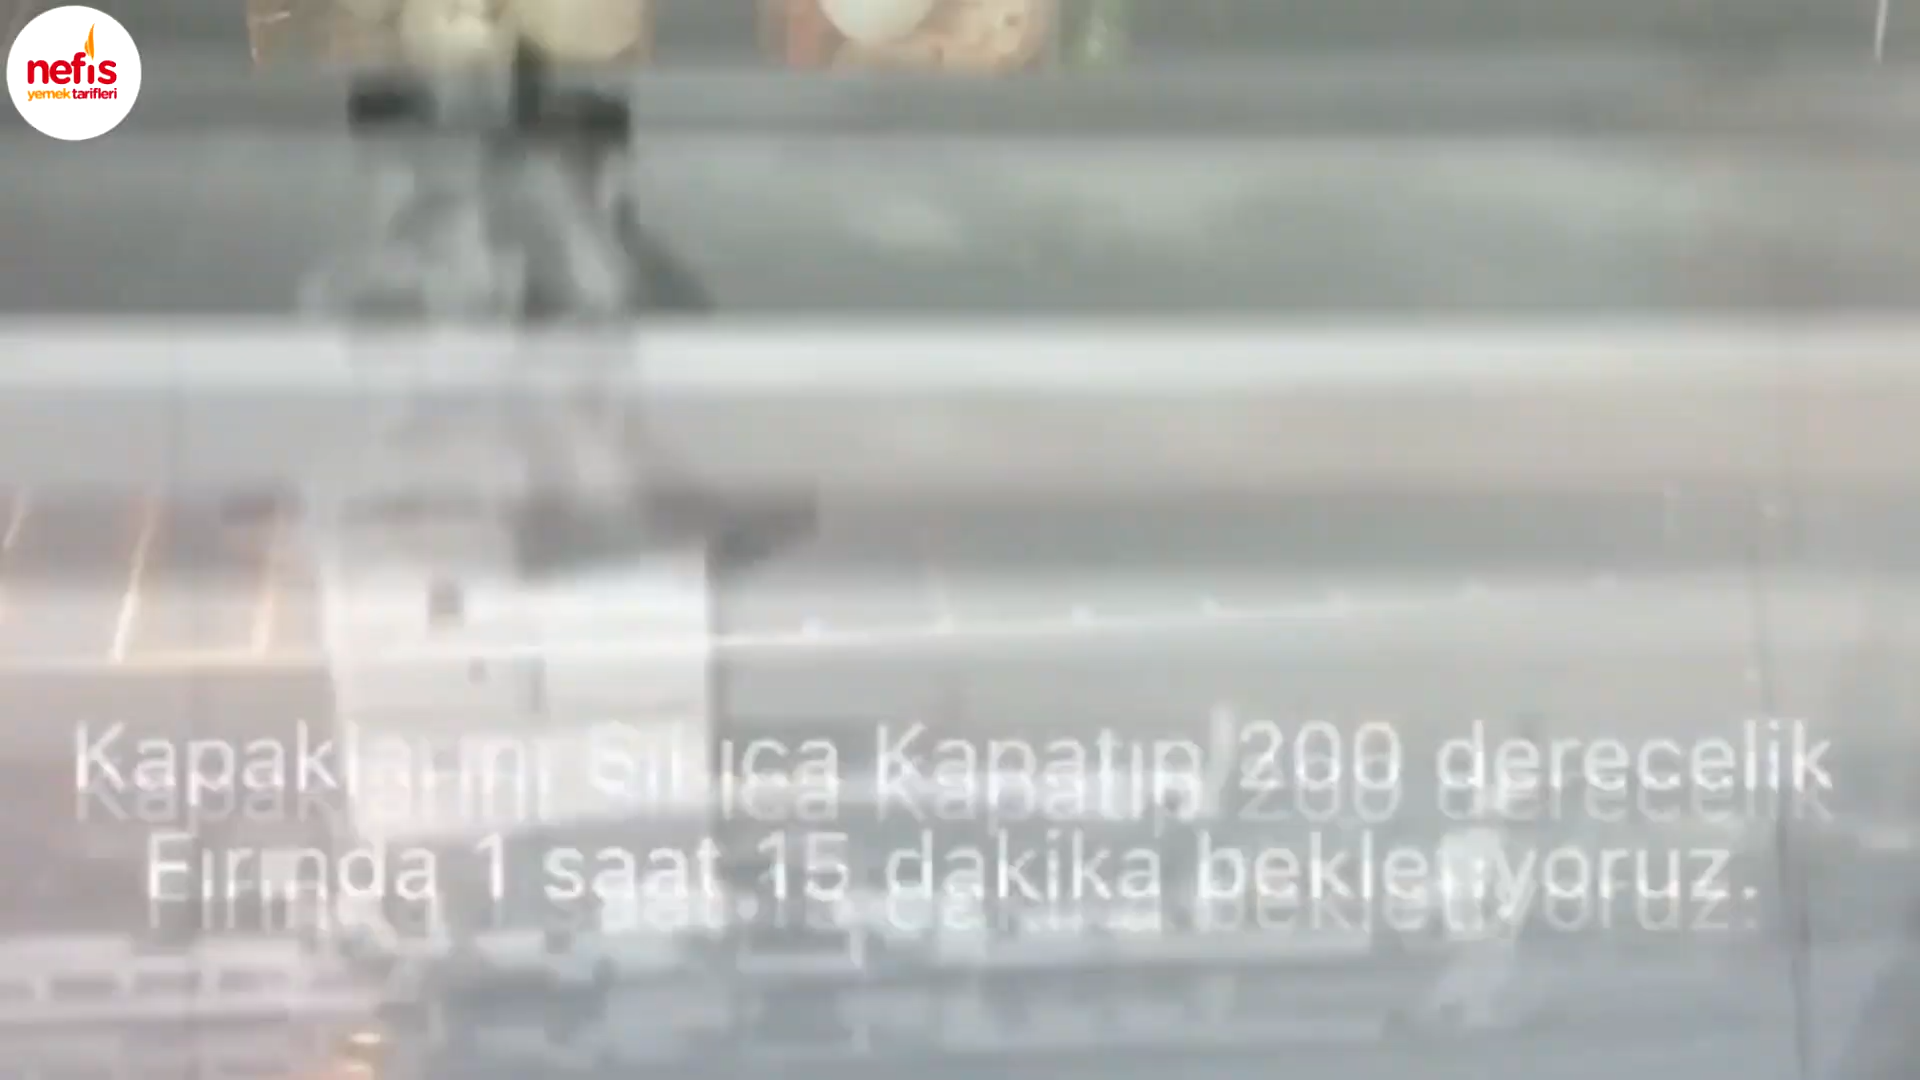 nefis
yemek tarifleri
Kapaklarını Sıkıca Kapatıp 200 derecelik
Fırında 1 saat 15 dakika bekletiyoruz.